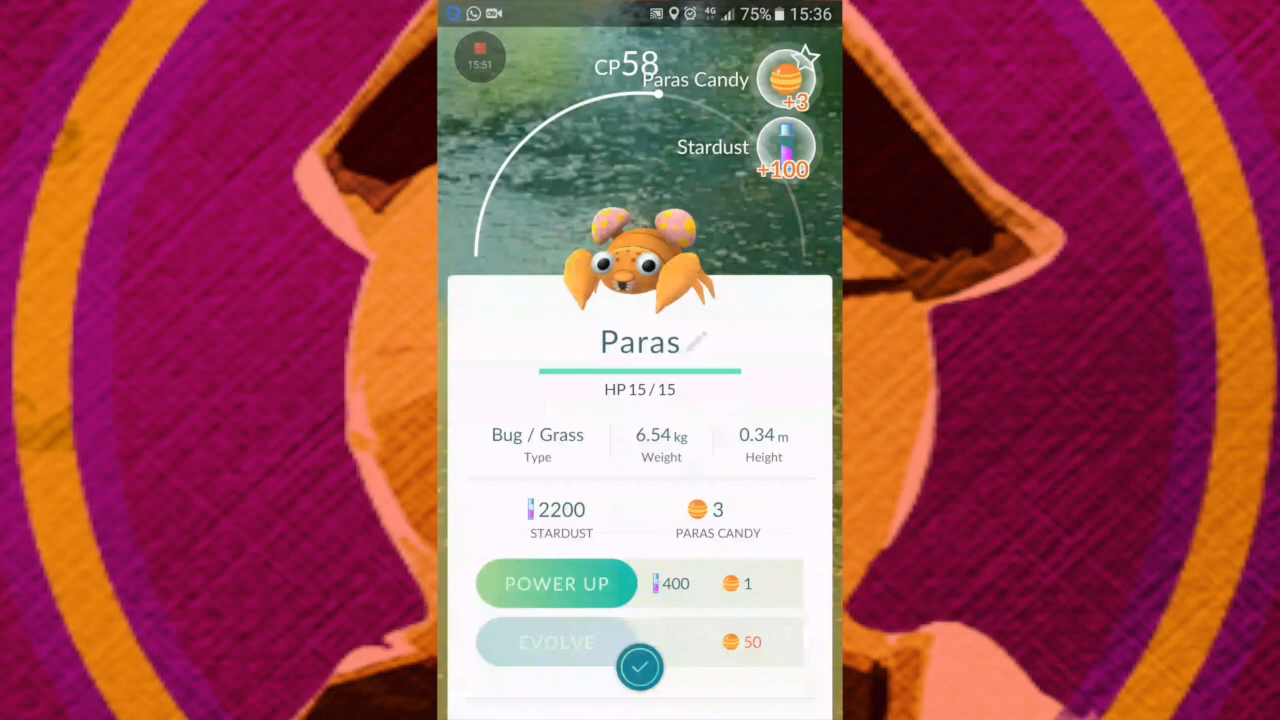 4G 75% 15:36
15:51
CP58
Paras Candy
+3
Stardust
+100
Paras
HP 15 / 15
Bug / Grass 6.54 kg 0.34 m
Type Weight Height
2200 3
STARDUST PARAS CANDY
POWER UP 400 1
EVOLVE 50